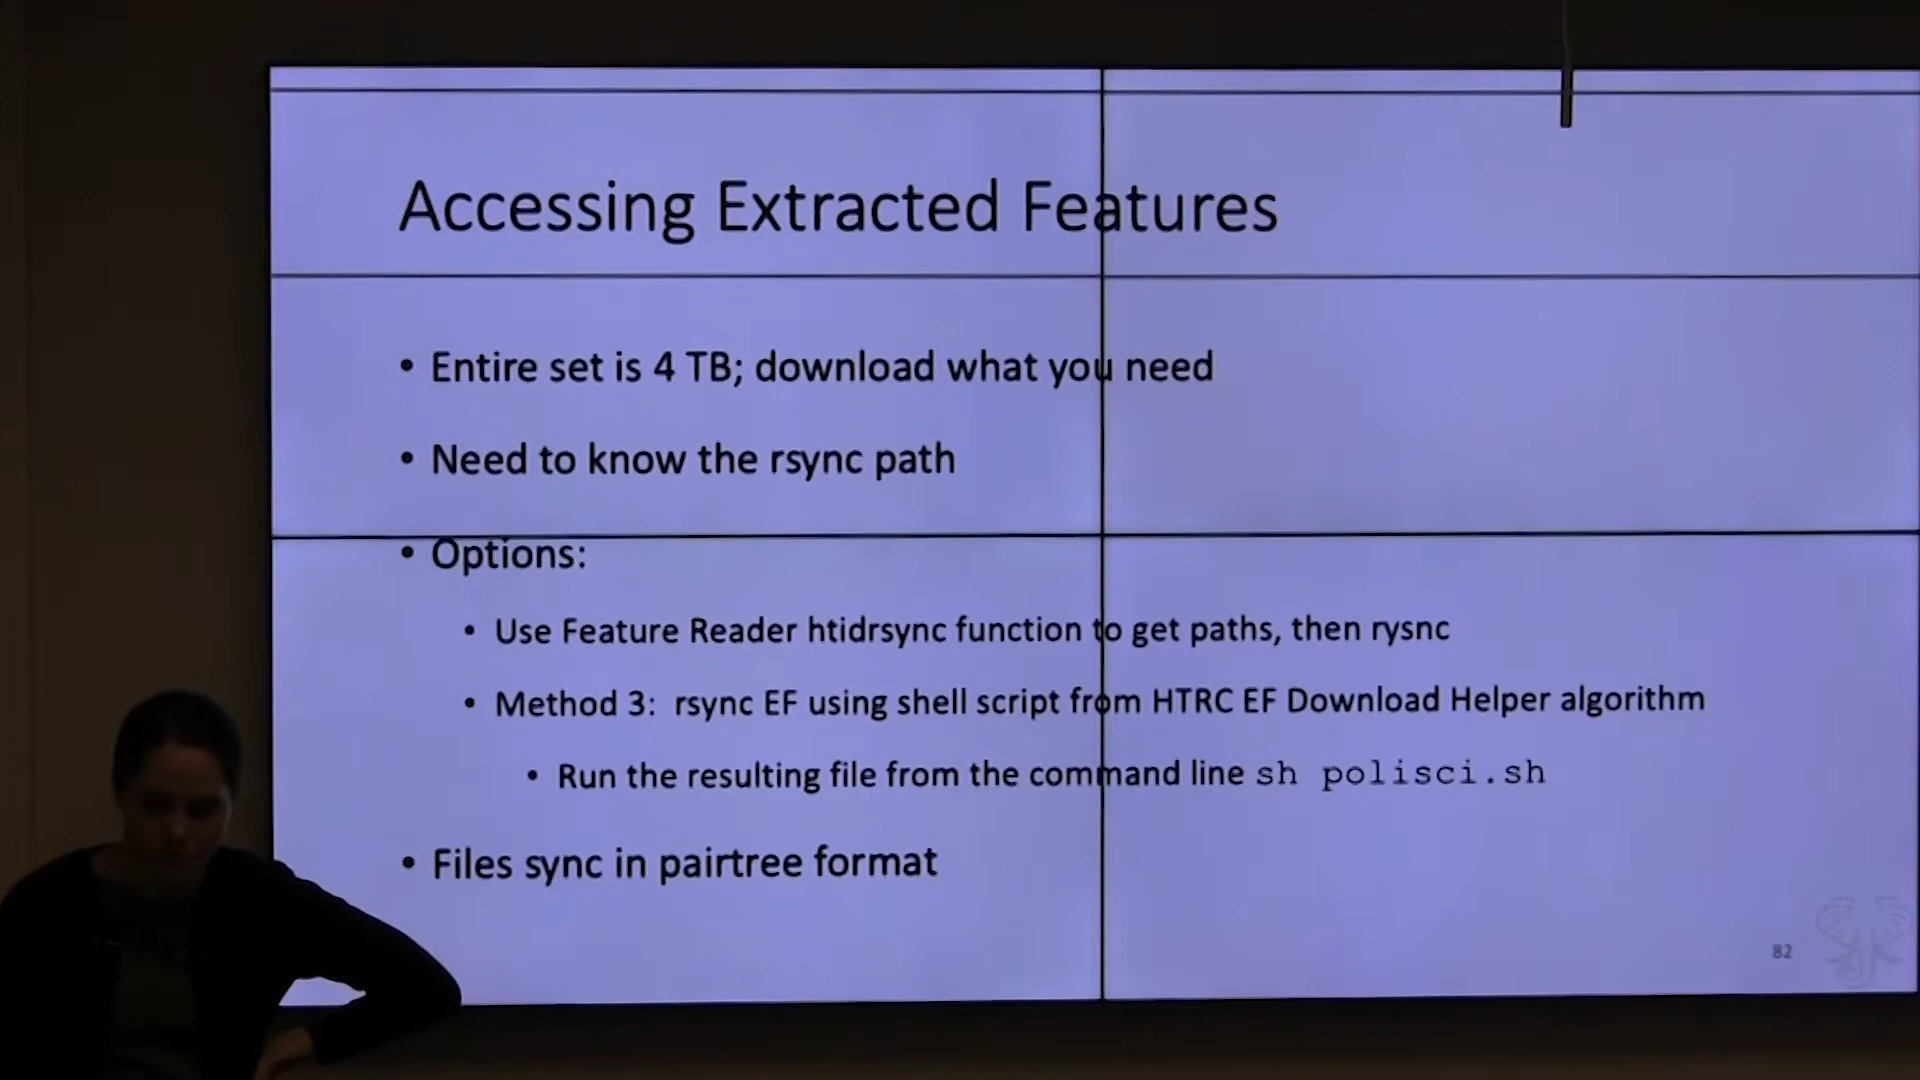 Accessing Extracted Features
• Entire set is 4 TB; download what you need
• Need to know the rsync path
• Options:
• Use Feature Reader htidrsync function to get paths, then rysnc
• Method 3: rsync EF using shell script from HTRC EF Download Helper algorithm
• Run the resulting file from the command line sh polisci.sh
• Files sync in pairtree format
82